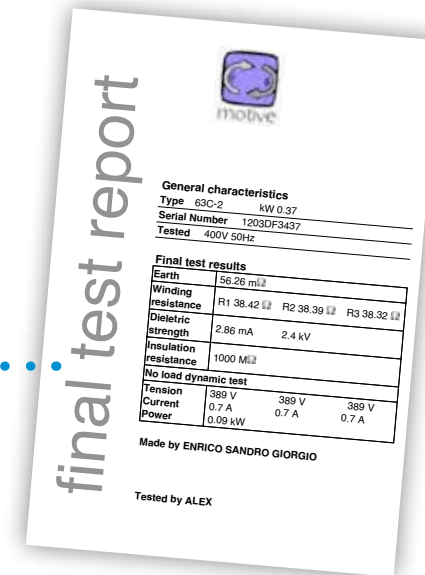 final test report
motive
General characteristics
Type 63C-2 kW 0.37
Serial Number 1203DF3437
Tested 400V 50Hz
Final test results
Earth 56.26 mΩ
Winding resistance R1 38.42 Ω R2 38.39 Ω R3 38.32 Ω
Dieletric strength 2.86 mA 2.4 kV
Insulation resistance 1000 MΩ
No load dynamic test
Tension 389 V 389 V 389 V
Current 0.7 A 0.7 A 0.7 A
Power 0.09 kW
Made by ENRICO SANDRO GIORGIO
Tested by ALEX